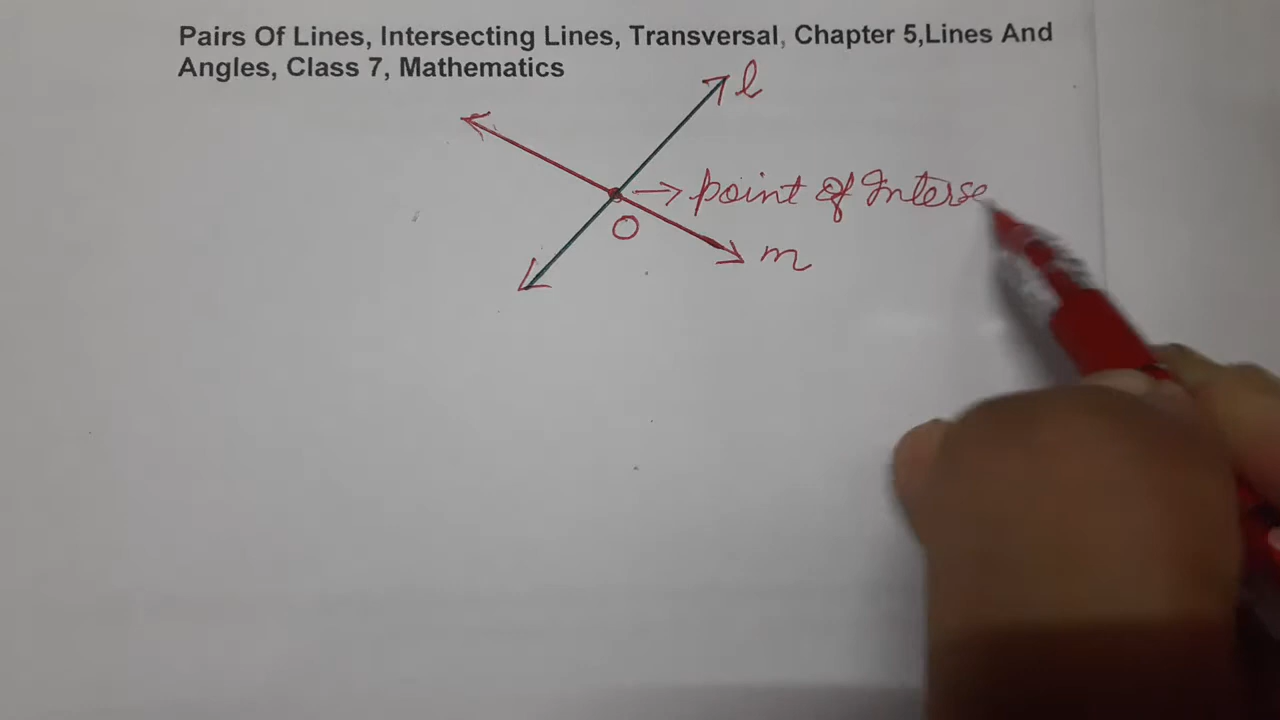 Pairs Of Lines, Intersecting Lines, Transversal, Chapter 5,Lines And
Angles, Class 7, Mathematics
l
→ point of Interse
O
m